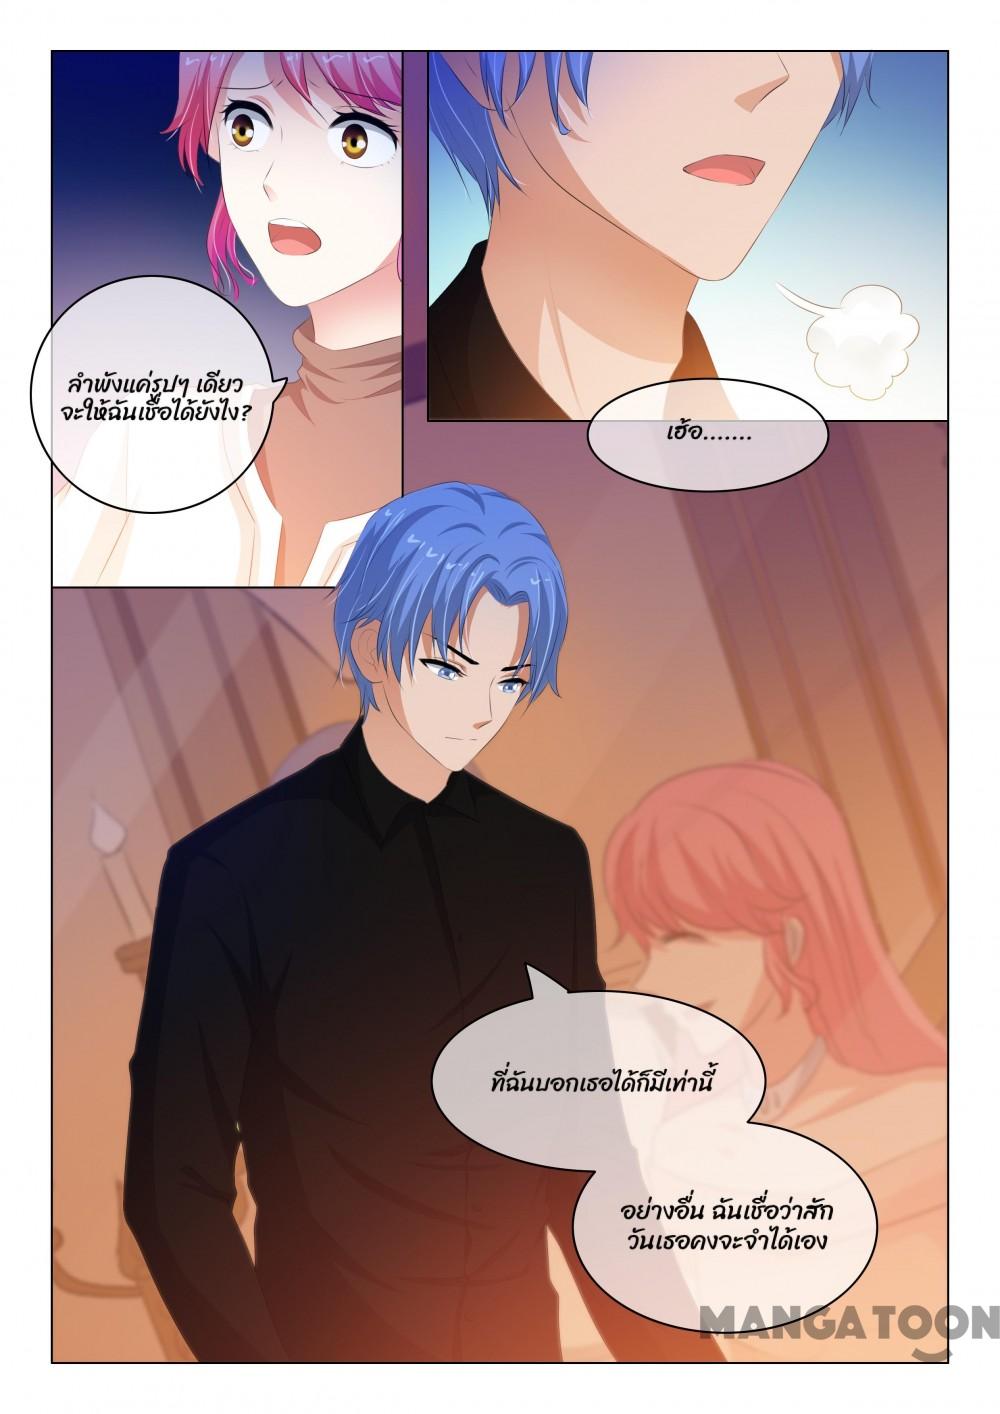 ลำพังแค่รูปๆ เดียว
จะให้ฉันเชื่อได้ยังไง?
เฮ้อ.......
ที่ฉันบอกเธอได้ก็มีเท่านี้
อย่างอื่น ฉันเชื่อว่าสัก
วันเธอคงจะจำได้เอง
MANGATOON